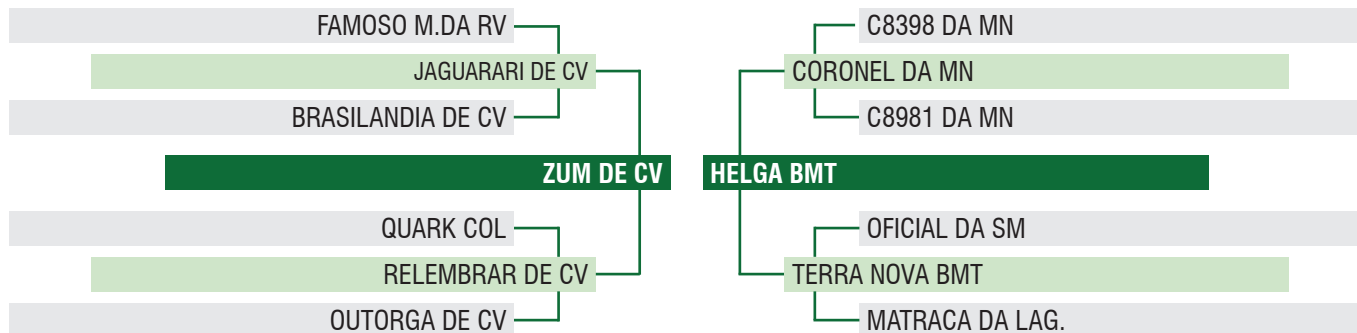 FAMOSO M.DA RV
JAGUARARI DE CV
BRASILANDIA DE CV
ZUM DE CV
QUARK COL
RELEMBRAR DE CV
OUTORGA DE CV
C8398 DA MN
CORONEL DA MN
C8981 DA MN
HELGA BMT
OFICIAL DA SM
TERRA NOVA BMT
MATRACA DA LAG.